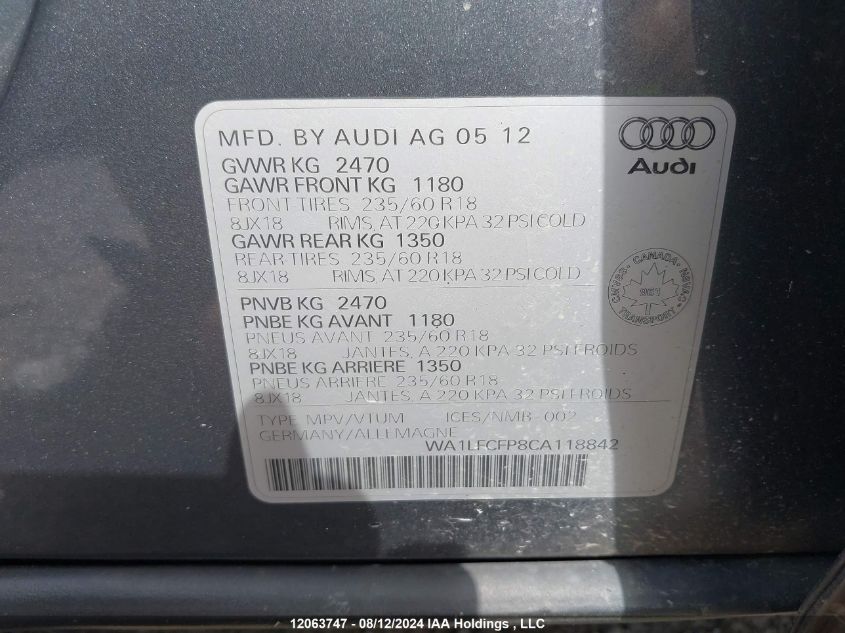 MFD. BY AUDI AG 05 12
GVWR KG 2470
GAWR FRONT KG 1180
FRONT TIRES 235/60 R18
8JX18 RIMS, AT 220 KPA 32 PSI COLD
GAWR REAR KG 1350
REAR TIRES 235/60 R18
8JX18 RIMS, AT 220 KPA 32 PSI COLD
PNVB KG 2470
PNBE KG AVANT 1180
PNEUS AVANT 235/60 R18
8JX18 JANTES, A 220 KPA 32 PSI FROIDS
PNBE KG ARRIERE 1350
PNEUS ARRIERE 235/60 R18
8JX18 JANTES, A 220 KPA 32 PSI FROIDS
TYPE MPV/VTUM ICES/NMB-002
GERMANY/ALLEMAGNE
WA1LFCFP8CA118842
Audi
CMVSS · CANADA · NSVAC
TRANSPORT
961
12063747 - 08/12/2024 IAA Holdings , LLC